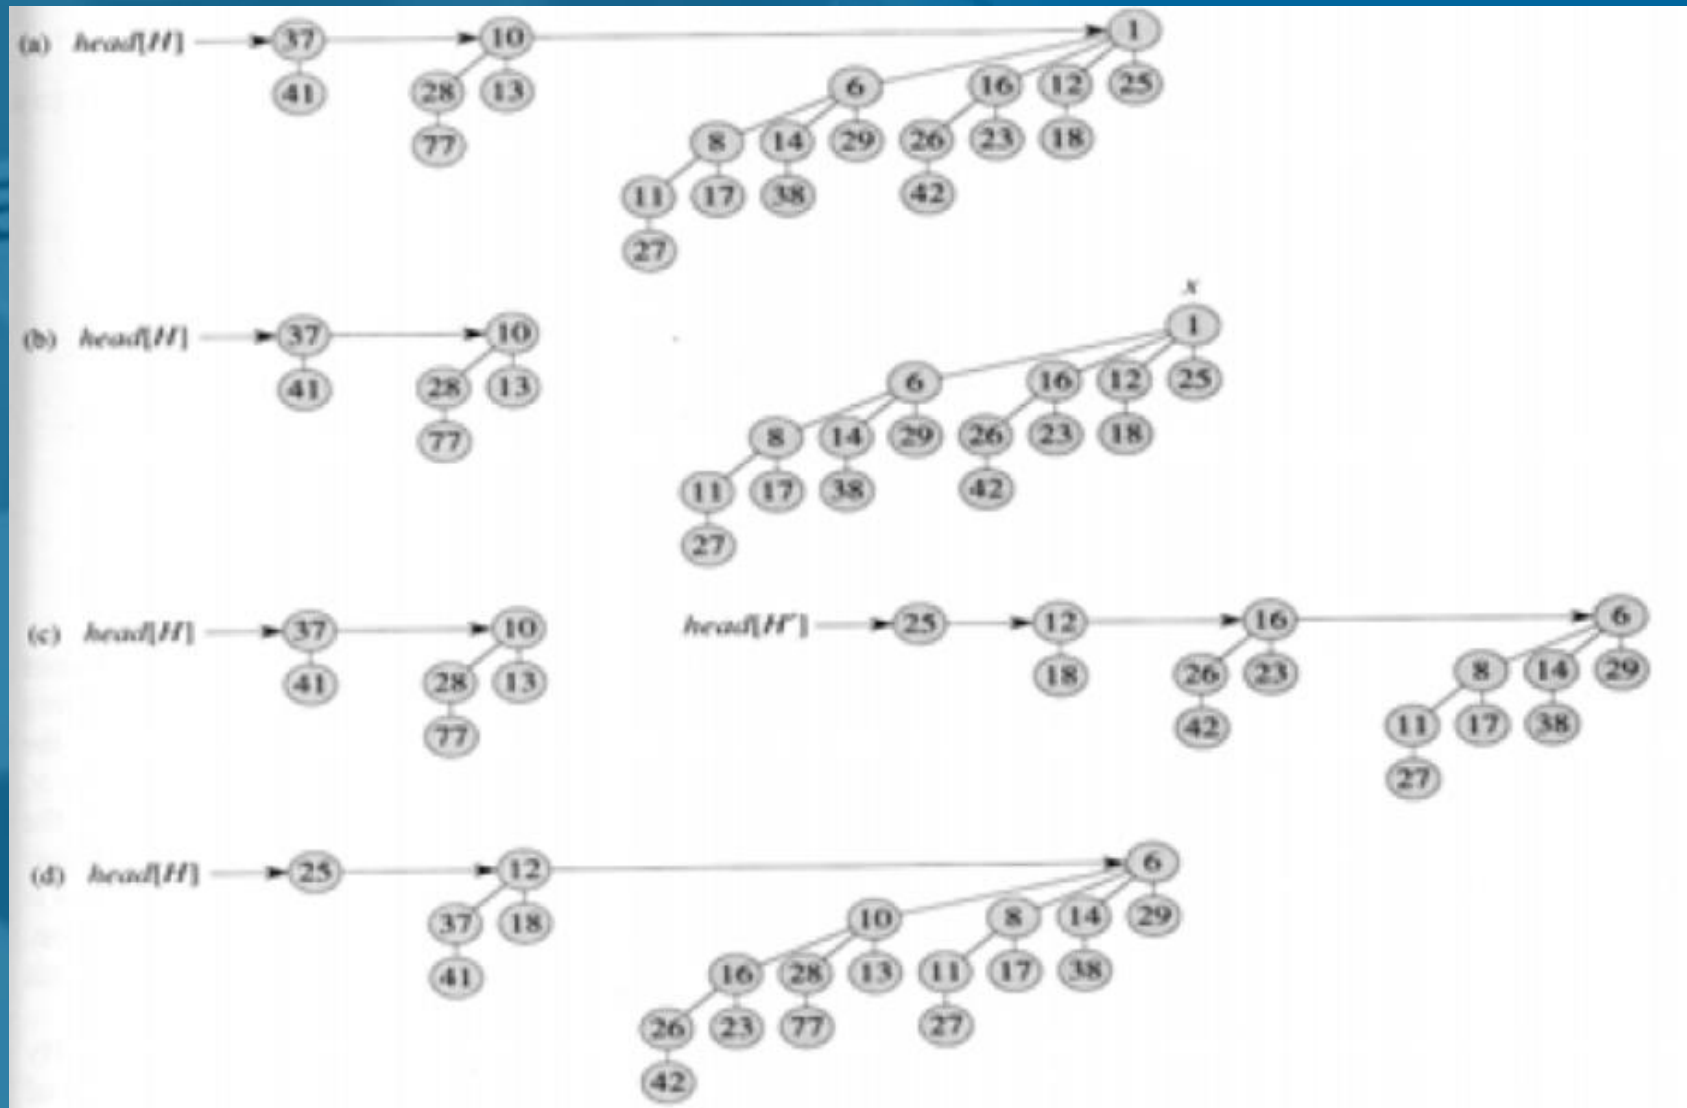 (a) head[H] 37 10 1
41 28 13 6 16 12 25
77 8 14 29 26 23 18
11 17 38 42
27
x
(b) head[H] 37 10 1
41 28 13 6 16 12 25
77 8 14 29 26 23 18
11 17 38 42
27
(c) head[H] 37 10 head[H'] 25 12 16 6
41 28 13 18 26 23 8 14 29
77 42 11 17 38
27
(d) head[H] 25 12 6
37 18 10 8 14 29
41 16 28 13 11 17 38
26 23 77 27
42